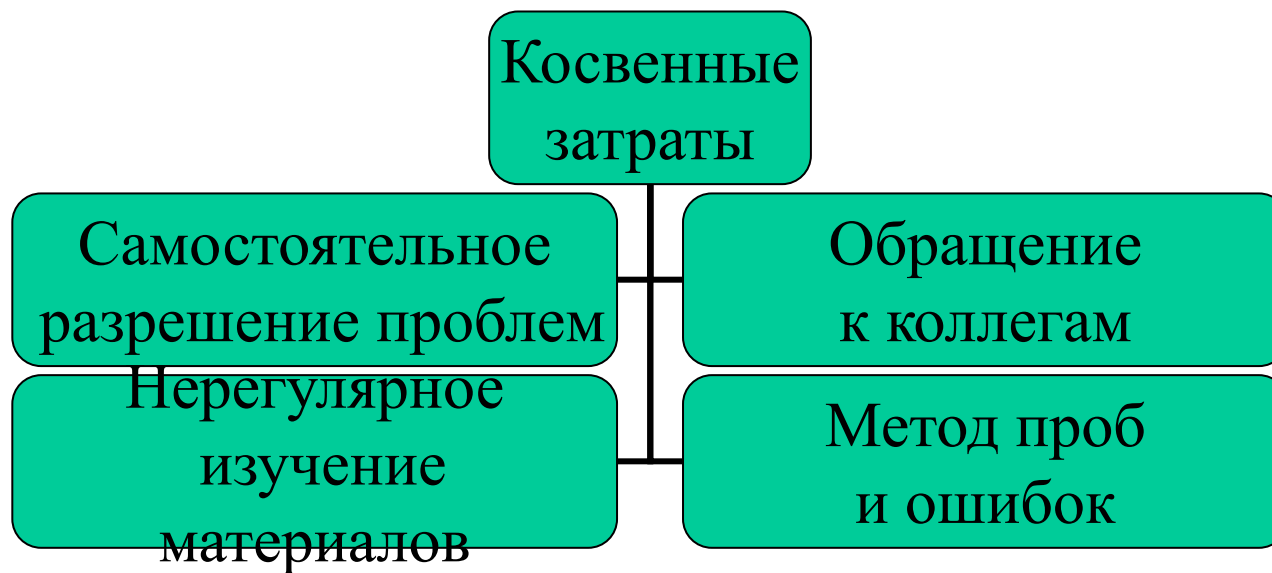 Косвенные
затраты
Самостоятельное
разрешение проблем
Обращение
к коллегам
Нерегулярное
изучение
материалов
Метод проб
и ошибок